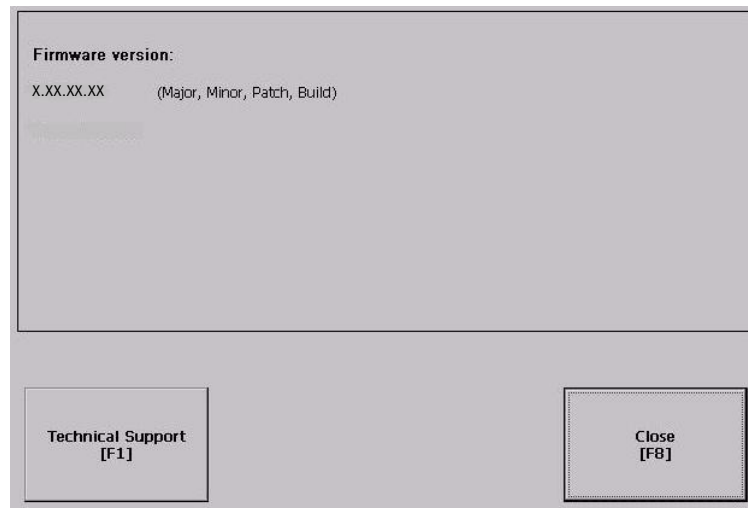 Firmware version:
X.XX.XX.XX (Major, Minor, Patch, Build)
Technical Support
[F1]
Close
[F8]